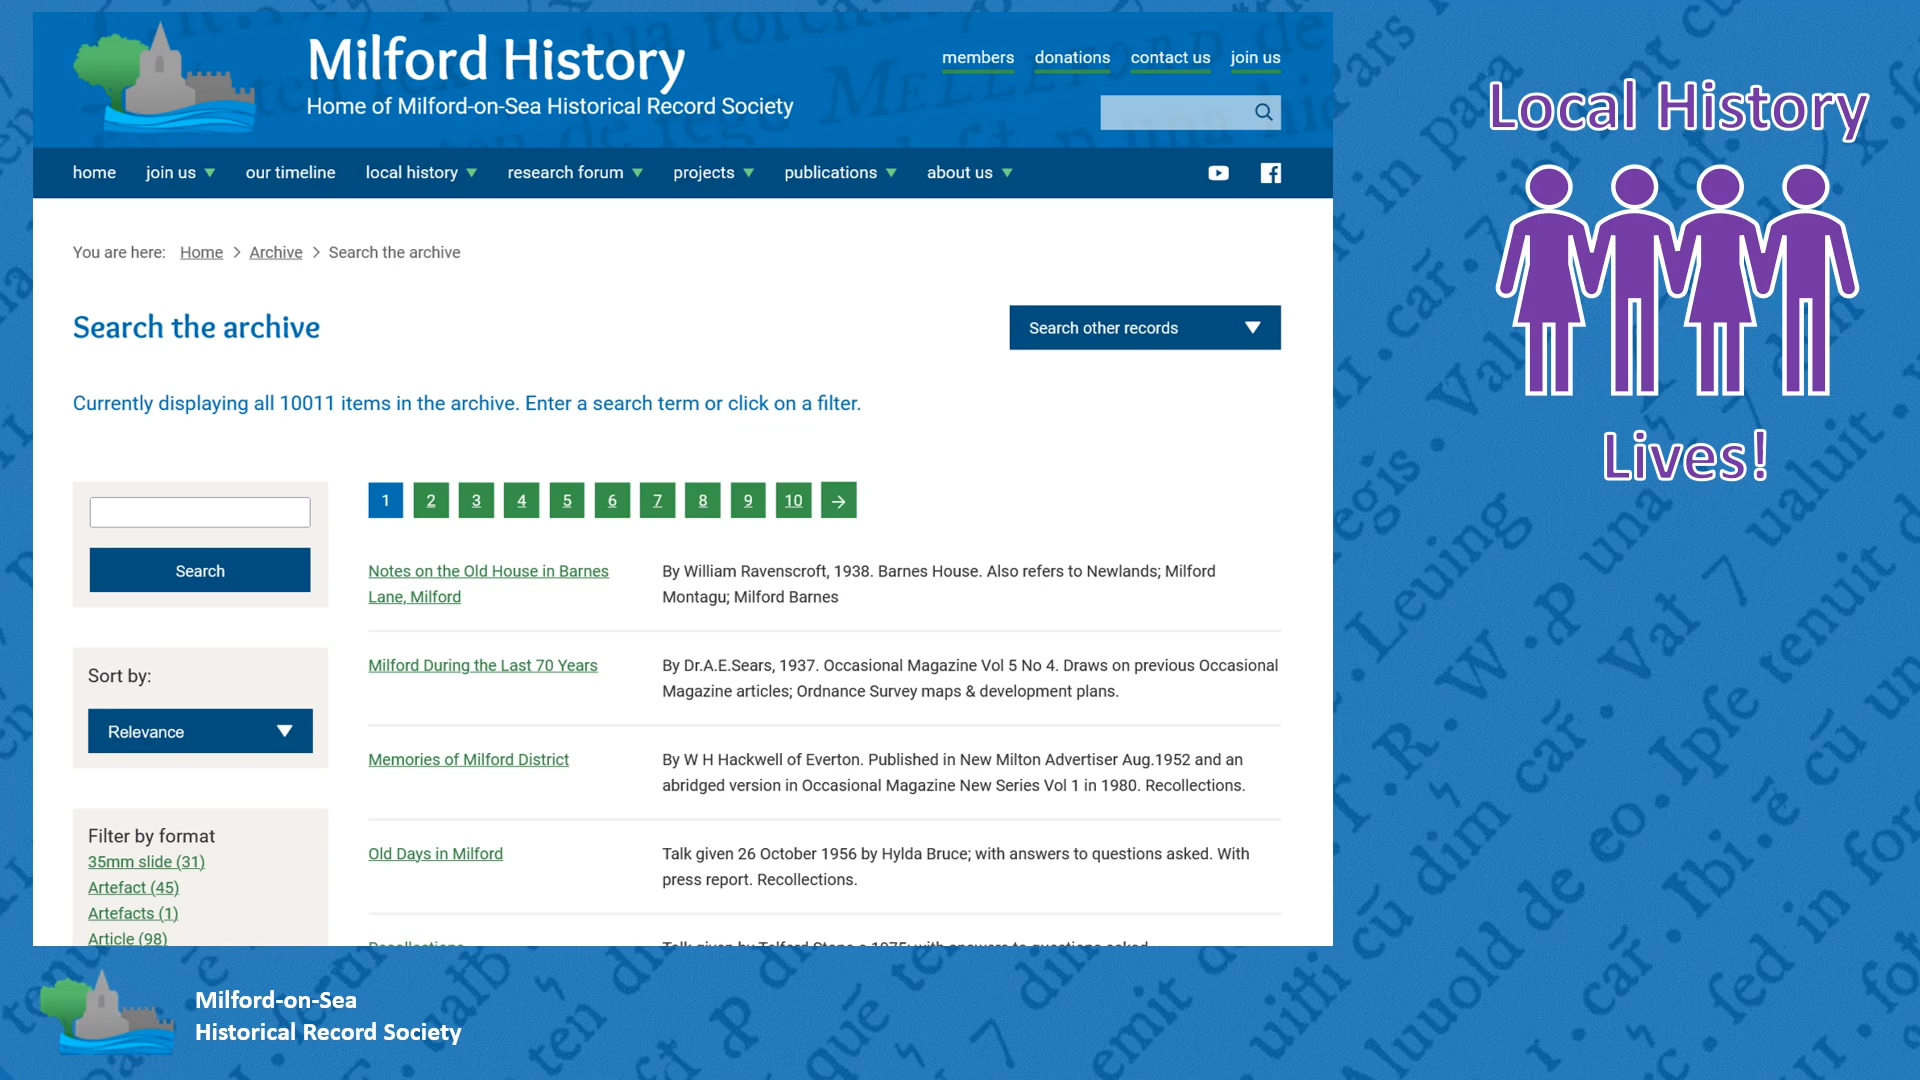 Milford History
Home of Milford-on-Sea Historical Record Society
members donations contact us join us
home join us our timeline local history research forum projects publications about us
You are here: Home > Archive > Search the archive
Search the archive
Search other records
Currently displaying all 10011 items in the archive. Enter a search term or click on a filter.
Search
Sort by:
Relevance
Filter by format
35mm slide (31)
Artefact (45)
Artefacts (1)
Article (98)
1 2 3 4 5 6 7 8 9 10 →
Notes on the Old House in Barnes
Lane, Milford
By William Ravenscroft, 1938. Barnes House. Also refers to Newlands; Milford
Montagu; Milford Barnes
Milford During the Last 70 Years
By Dr.A.E.Sears, 1937. Occasional Magazine Vol 5 No 4. Draws on previous Occasional
Magazine articles; Ordnance Survey maps & development plans.
Memories of Milford District
By W H Hackwell of Everton. Published in New Milton Advertiser Aug.1952 and an
abridged version in Occasional Magazine New Series Vol 1 in 1980. Recollections.
Old Days in Milford
Talk given 26 October 1956 by Hylda Bruce; with answers to questions asked. With
press report. Recollections.
Local History
Lives!
Milford-on-Sea
Historical Record Society